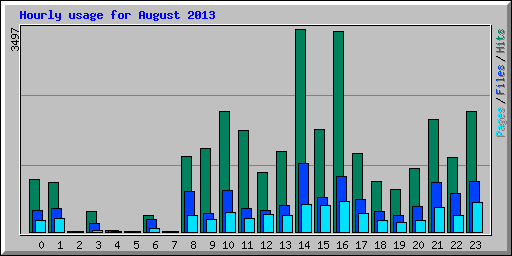 Hourly usage for August 2013
3497
Pages/Files/Hits
0 1 2 3 4 5 6 7 8 9 10 11 12 13 14 15 16 17 18 19 20 21 22 23